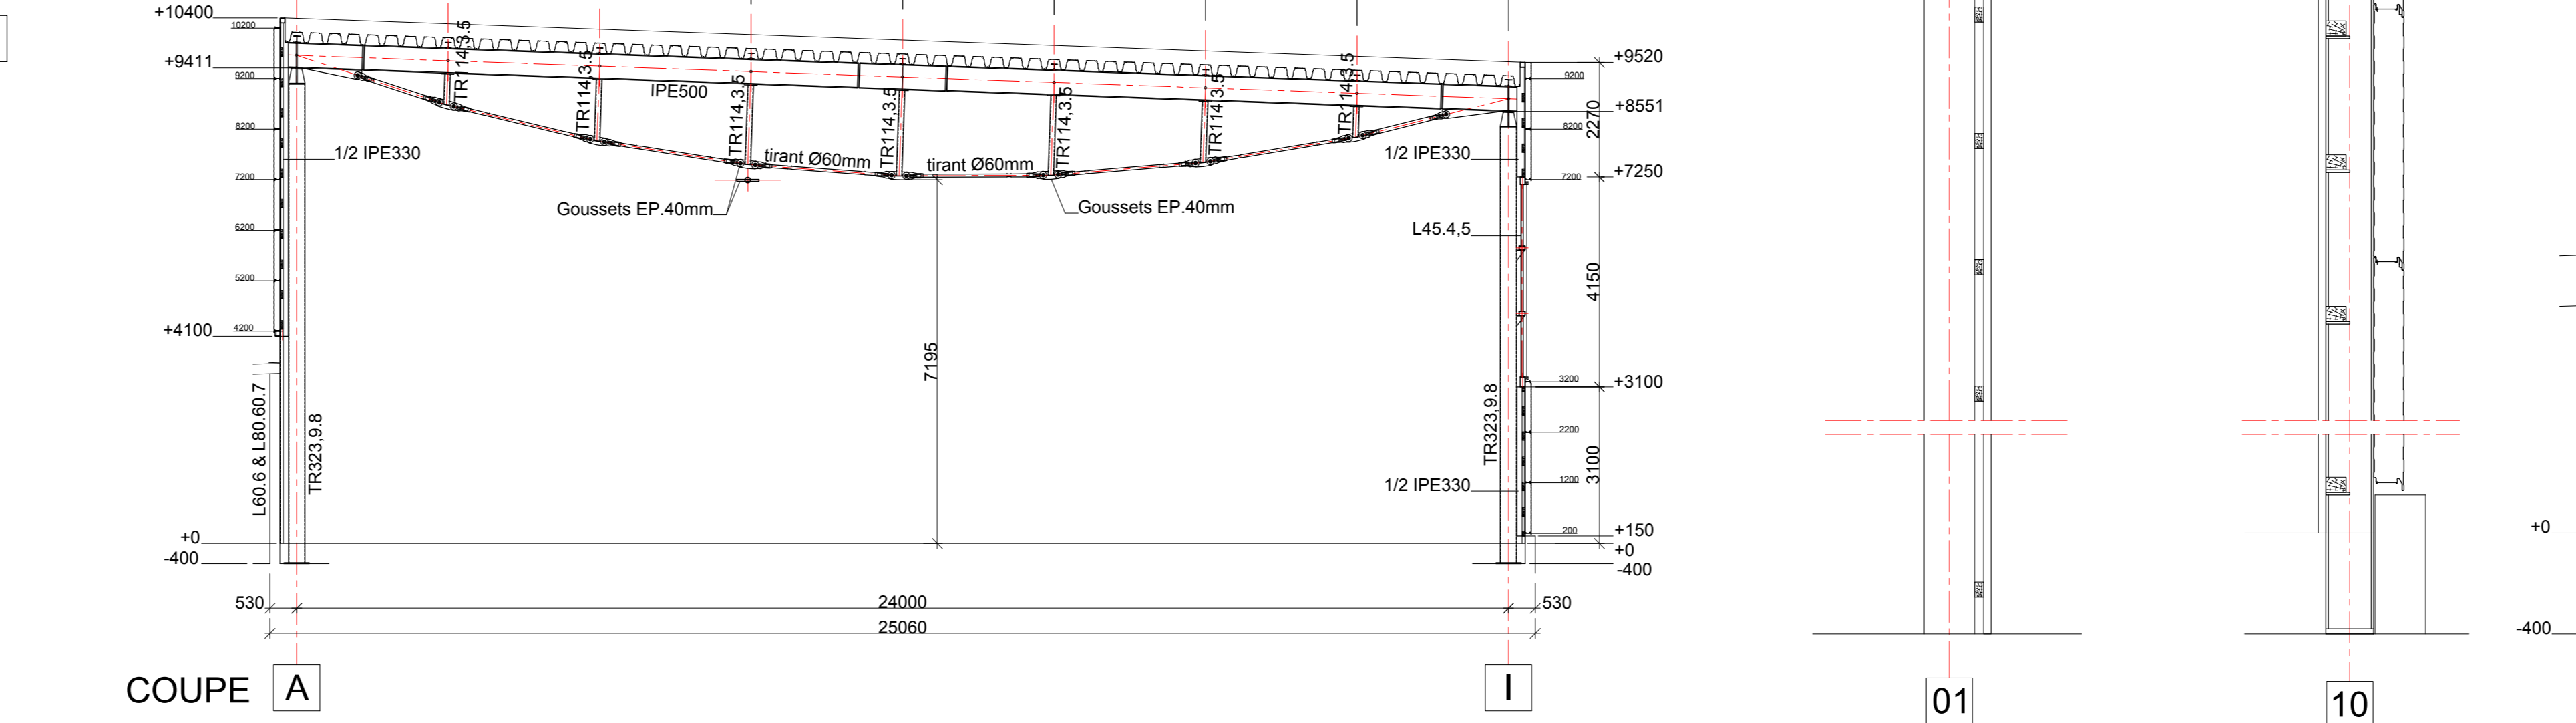 +10400
10200
+9411
9200
8200
7200
6200
5200
+4100
4200
+0
-400
L60.6 & L80.60.7
TR323,9.8
1/2 IPE330
TR114,3.5
TR114,3.5
IPE500
TR114,3.5
TR114,3.5
TR114,3.5
TR114,3.5
TR114,3.5
tirant Ø60mm
tirant Ø60mm
Goussets EP.40mm
Goussets EP.40mm
7195
1/2 IPE330
L45.4,5
TR323,9.8
1/2 IPE330
+9520
9200
+8551
2270
8200
+7250
7200
4150
3200
+3100
2200
3100
1200
200
+150
+0
-400
530
24000
530
25060
COUPE
A
I
01
10
+0
-400